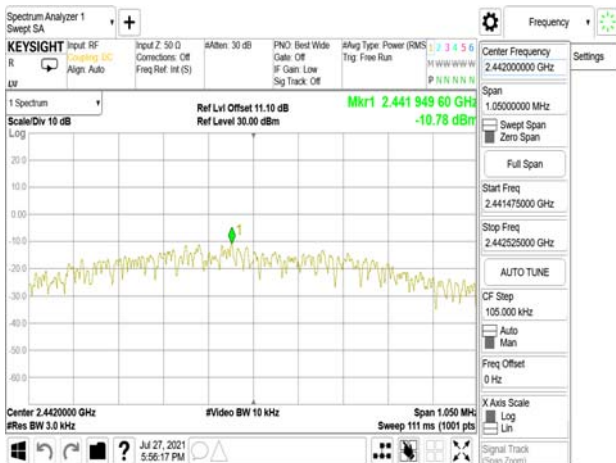 Spectrum Analyzer 1
Swept SA
Frequency
Settings
KEYSIGHT
R
LXI
Input: RF
Coupling: DC
Align: Auto
Input Z: 50 Ω
Corrections: Off
Freq Ref: Int (S)
#Atten: 30 dB
PNO: Best Wide
Gate: Off
IF Gain: Low
Sig Track: Off
#Avg Type: Power (RMS
Trig: Free Run
1 2 3 4 5 6
M W W W W W
P N N N N N
1 Spectrum
Scale/Div 10 dB
Ref Lvl Offset 11.10 dB
Ref Level 30.00 dBm
Mkr1 2.441 949 60 GHz
-10.78 dBm
Log
20.0
10.0
0.00
-10.0
-20.0
-30.0
-40.0
-50.0
-60.0
1
Center 2.4420000 GHz
#Res BW 3.0 kHz
#Video BW 10 kHz
Span 1.050 MHz
Sweep 111 ms (1001 pts
Jul 27, 2021
5:56:17 PM
Center Frequency
2.442000000 GHz
Span
1.05000000 MHz
Swept Span
Zero Span
Full Span
Start Freq
2.441475000 GHz
Stop Freq
2.442525000 GHz
AUTO TUNE
CF Step
105.000 kHz
Auto
Man
Freq Offset
0 Hz
X Axis Scale
Log
Lin
Signal Track
(Span Zoom)